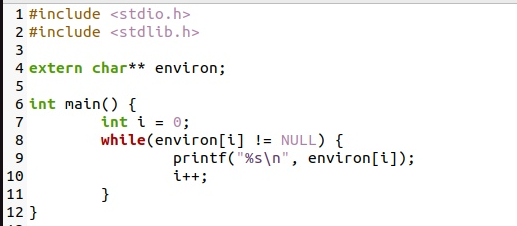 1 #include <stdio.h>
2 #include <stdlib.h>
3
4 extern char** environ;
5
6 int main() {
7         int i = 0;
8         while(environ[i] != NULL) {
9                 printf("%s\n", environ[i]);
10                 i++;
11         }
12 }